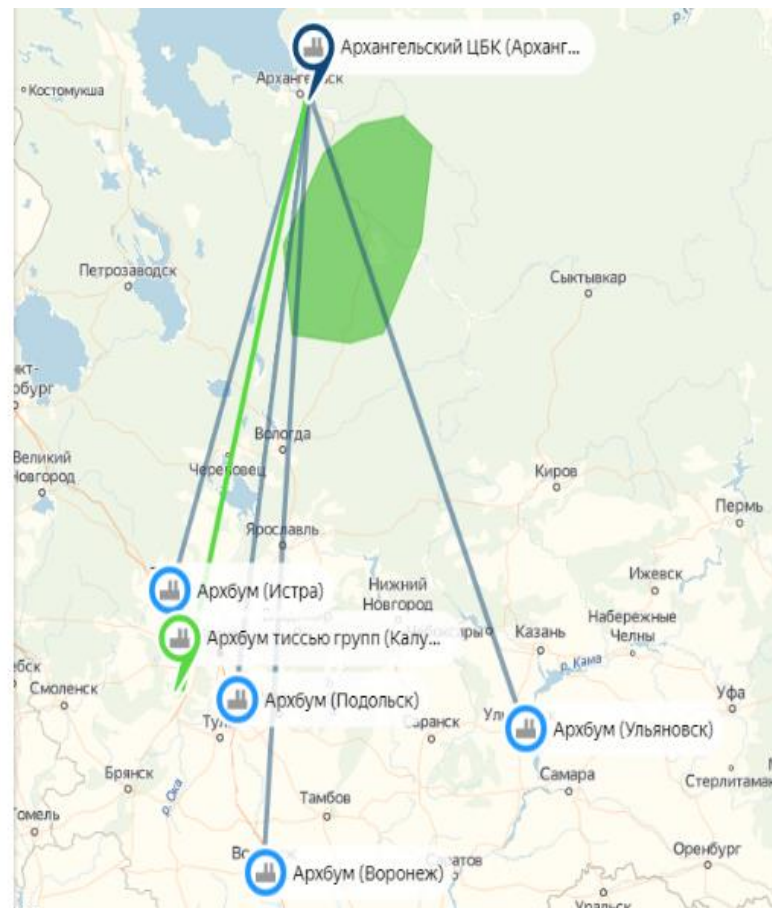 Архангельский ЦБК (Арханг...
Костомукша
Петрозаводск
Сыктывкар
Вологда
Великий
Новгород
Киров
Пермь
Ярославль
Архбум (Истра)
Нижний
Новгород
Ижевск
Набережные
Челны
Архбум тиссью групп (Калу...
Казань
р. Кама
Смоленск
Архбум (Подольск)
Уфа
Архбум (Ульяновск)
Брянск
р. Ока
Самара
Стерлитамак
Тамбов
Оренбург
Архбум (Воронеж)